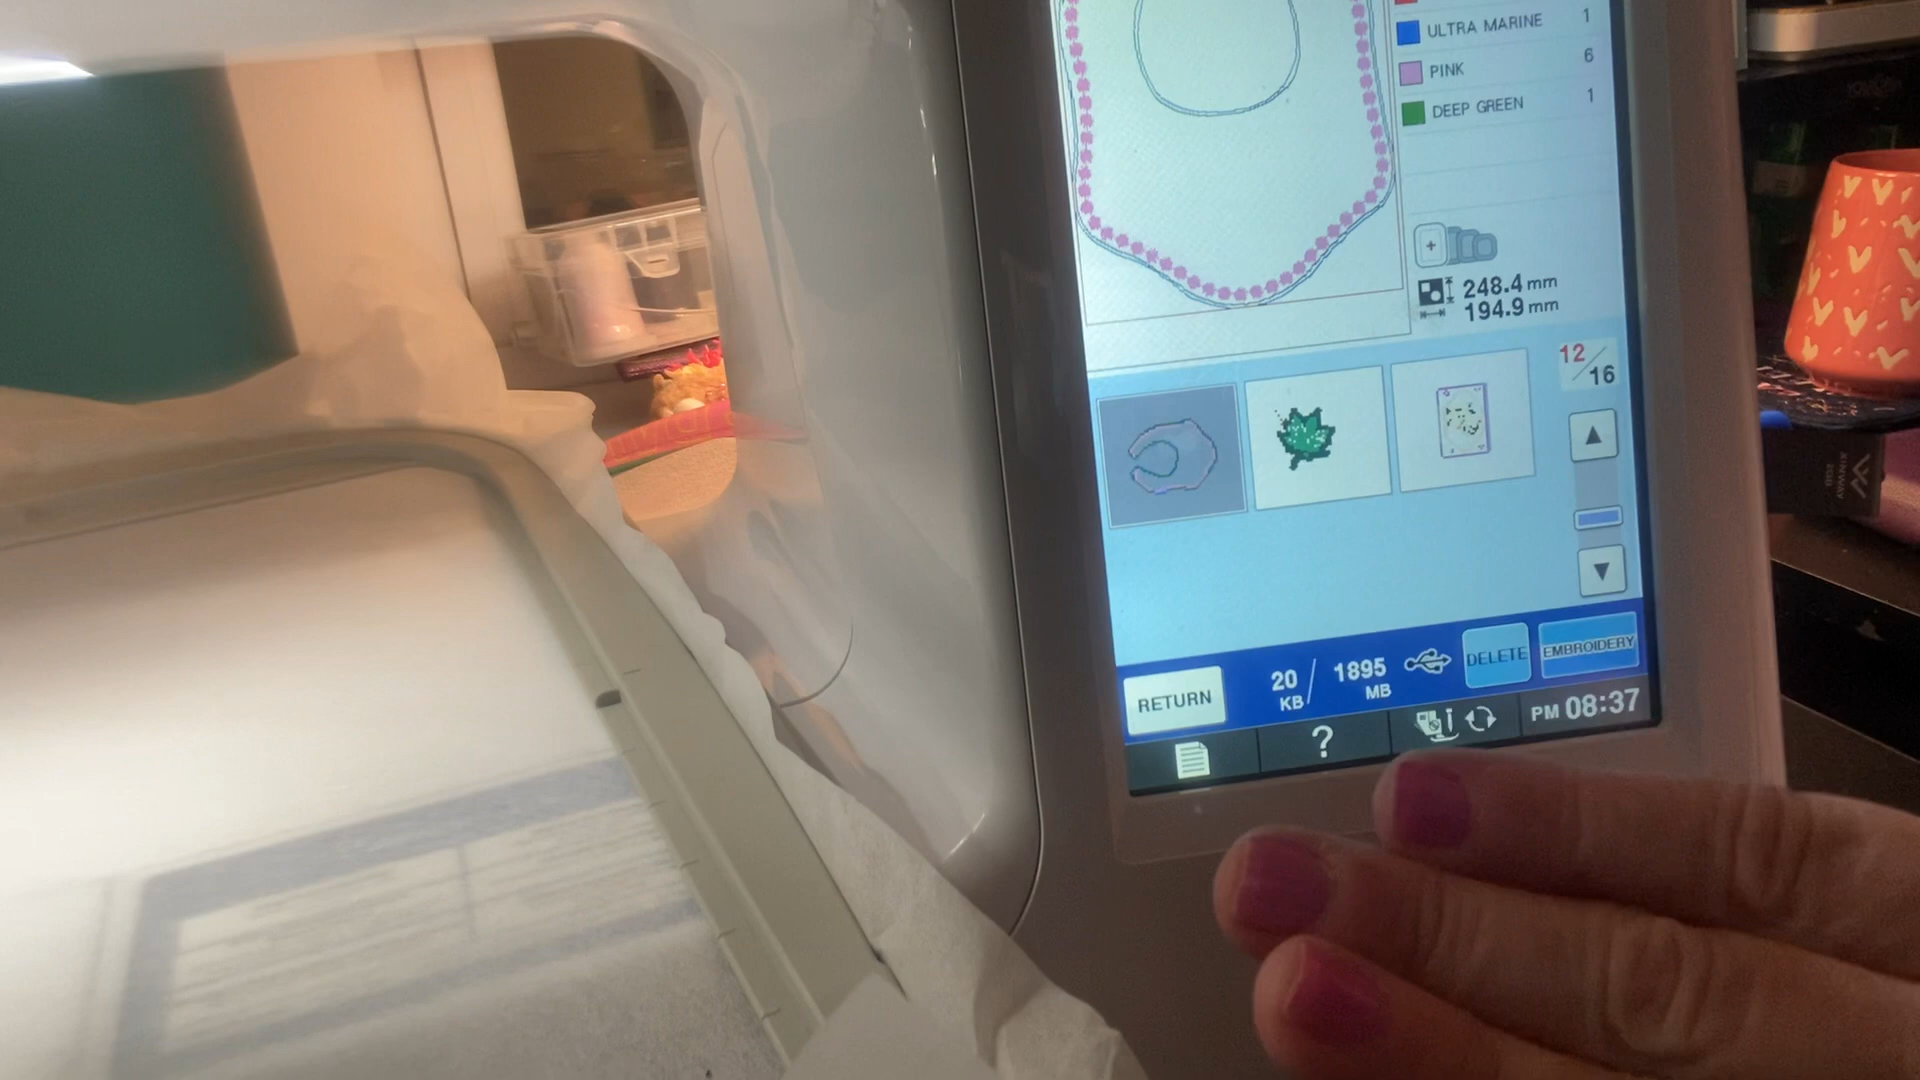 ULTRA MARINE 1
PINK 6
DEEP GREEN 1
248.4 mm
194.9 mm
12/16
RETURN
20 KB / 1895 MB
DELETE
EMBROIDERY
?
PM 08:37